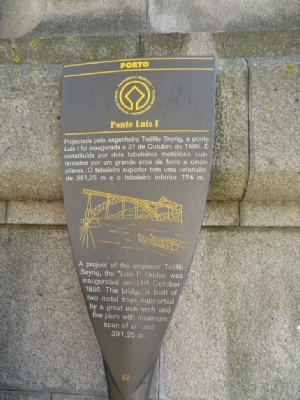 PORTO
Ponte Luís I
Projectada pelo engenheiro Teófilo Seyrig, a ponte
Luís I foi inaugurada a 31 de Outubro de 1886. É
constituída por dois tabuleiros metálicos sus-
tentados por um grande arco de ferro e cinco
pilares. O tabuleiro superior tem uma extensão
de 391,25 m e o tabuleiro inferior 174 m.
A project of the engineer Teófilo
Seyrig, the "Luís I" Bridge was
inaugurated on 31st October
1886. This bridge is built of
two metal trays supported
by a great iron arch and
five piers with maximum
span of around
391.25 m.
62